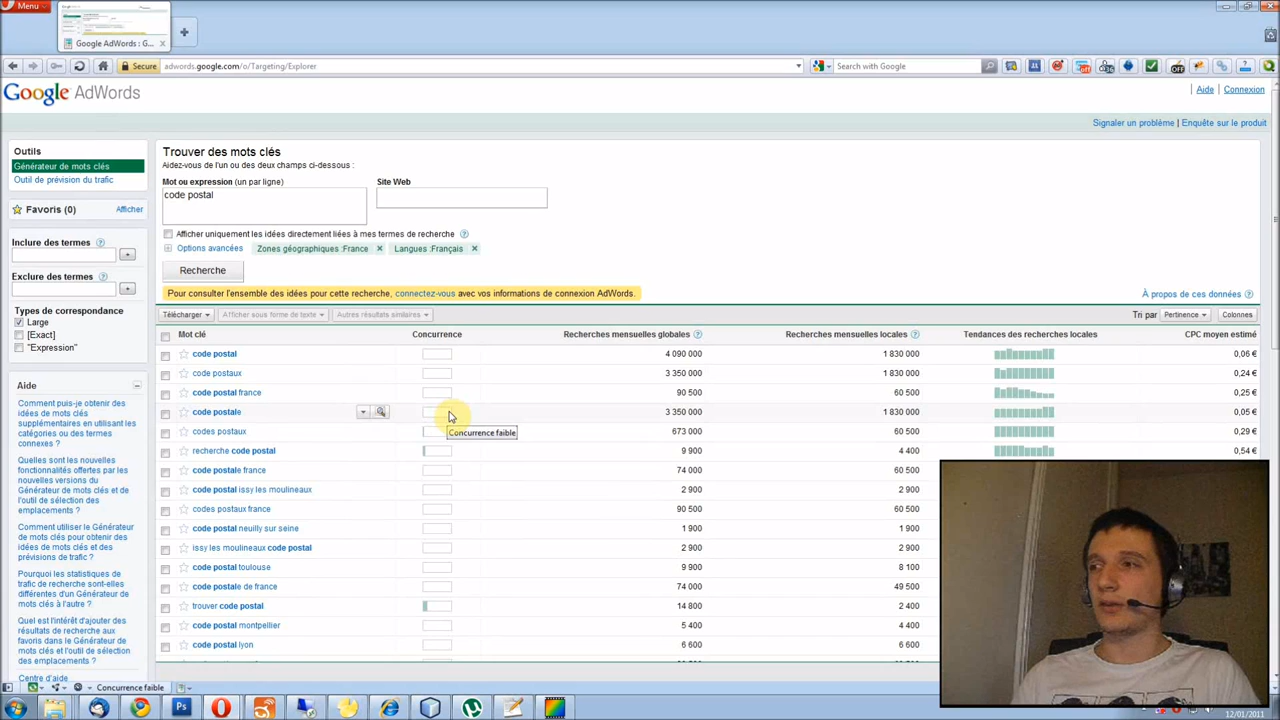 Menu
Google AdWords : G...
Secure
adwords.google.com/o/Targeting/Explorer
Search with Google
Google AdWords
Aide | Connexion
Signaler un problème | Enquête sur le produit
Outils
Générateur de mots clés
Outil de prévision du trafic
Favoris (0) Afficher
Inclure des termes
Exclure des termes
Types de correspondance
Large
[Exact]
"Expression"
Aide
Comment puis-je obtenir des
idées de mots clés
supplémentaires en utilisant les
catégories ou des termes
connexes ?
Quelles sont les nouvelles
fonctionnalités offertes par les
nouvelles versions du
Générateur de mots clés et de
l'outil de sélection des
emplacements ?
Comment utiliser le Générateur
de mots clés pour obtenir des
idées de mots clés et des
prévisions de trafic ?
Pourquoi les statistiques de
trafic de recherche sont-elles
différentes d'un Générateur de
mots clés à l'autre ?
Quel est l'intérêt d'ajouter des
résultats de recherche aux
favoris dans le Générateur de
mots clés et l'outil de sélection
des emplacements ?
Centre d'aide
Trouver des mots clés
Aidez-vous de l'un ou des deux champs ci-dessous :
Mot ou expression (un par ligne) Site Web
code postal
Afficher uniquement les idées directement liées à mes termes de recherche
Options avancées Zones géographiques :France × Langues :Français ×
Recherche
Pour consulter l'ensemble des idées pour cette recherche, connectez-vous avec vos informations de connexion AdWords.
À propos de ces données
Télécharger Afficher sous forme de texte Autres résultats similaires Tri par Pertinence Colonnes
Mot clé Concurrence Recherches mensuelles globales Recherches mensuelles locales Tendances des recherches locales CPC moyen estimé
code postal 4 090 000 1 830 000 0,06 €
code postaux 3 350 000 1 830 000 0,24 €
code postal france 90 500 60 500 0,25 €
code postale 3 350 000 1 830 000 0,05 €
Concurrence faible
codes postaux 673 000 60 500 0,29 €
recherche code postal 9 900 4 400 0,54 €
code postale france 74 000 60 500
code postal issy les moulineaux 2 900 2 900
codes postaux france 90 500 60 500
code postal neuilly sur seine 1 900 1 900
issy les moulineaux code postal 2 900 2 900
code postal toulouse 9 900 8 100
code postale de france 74 000 49 500
trouver code postal 14 800 2 400
code postal montpellier 5 400 4 400
code postal lyon 6 600 6 600
Concurrence faible
12/01/2011